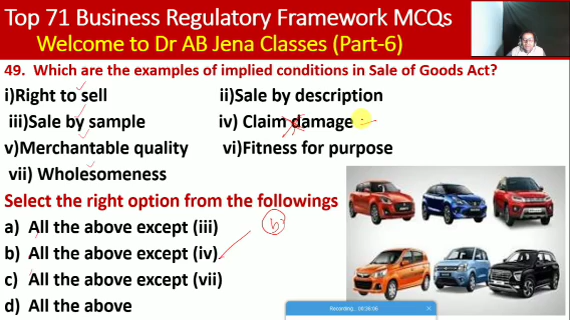 Top 71 Business Regulatory Framework MCQs
Welcome to Dr AB Jena Classes (Part-6)
49. Which are the examples of implied conditions in Sale of Goods Act?
i)Right to sell ii)Sale by description
iii)Sale by sample iv) Claim damage
v)Merchantable quality vi)Fitness for purpose
vii) Wholesomeness
Select the right option from the followings
a) All the above except (iii)
b) All the above except (iv)
b
c) All the above except (vii)
d) All the above
Recording...